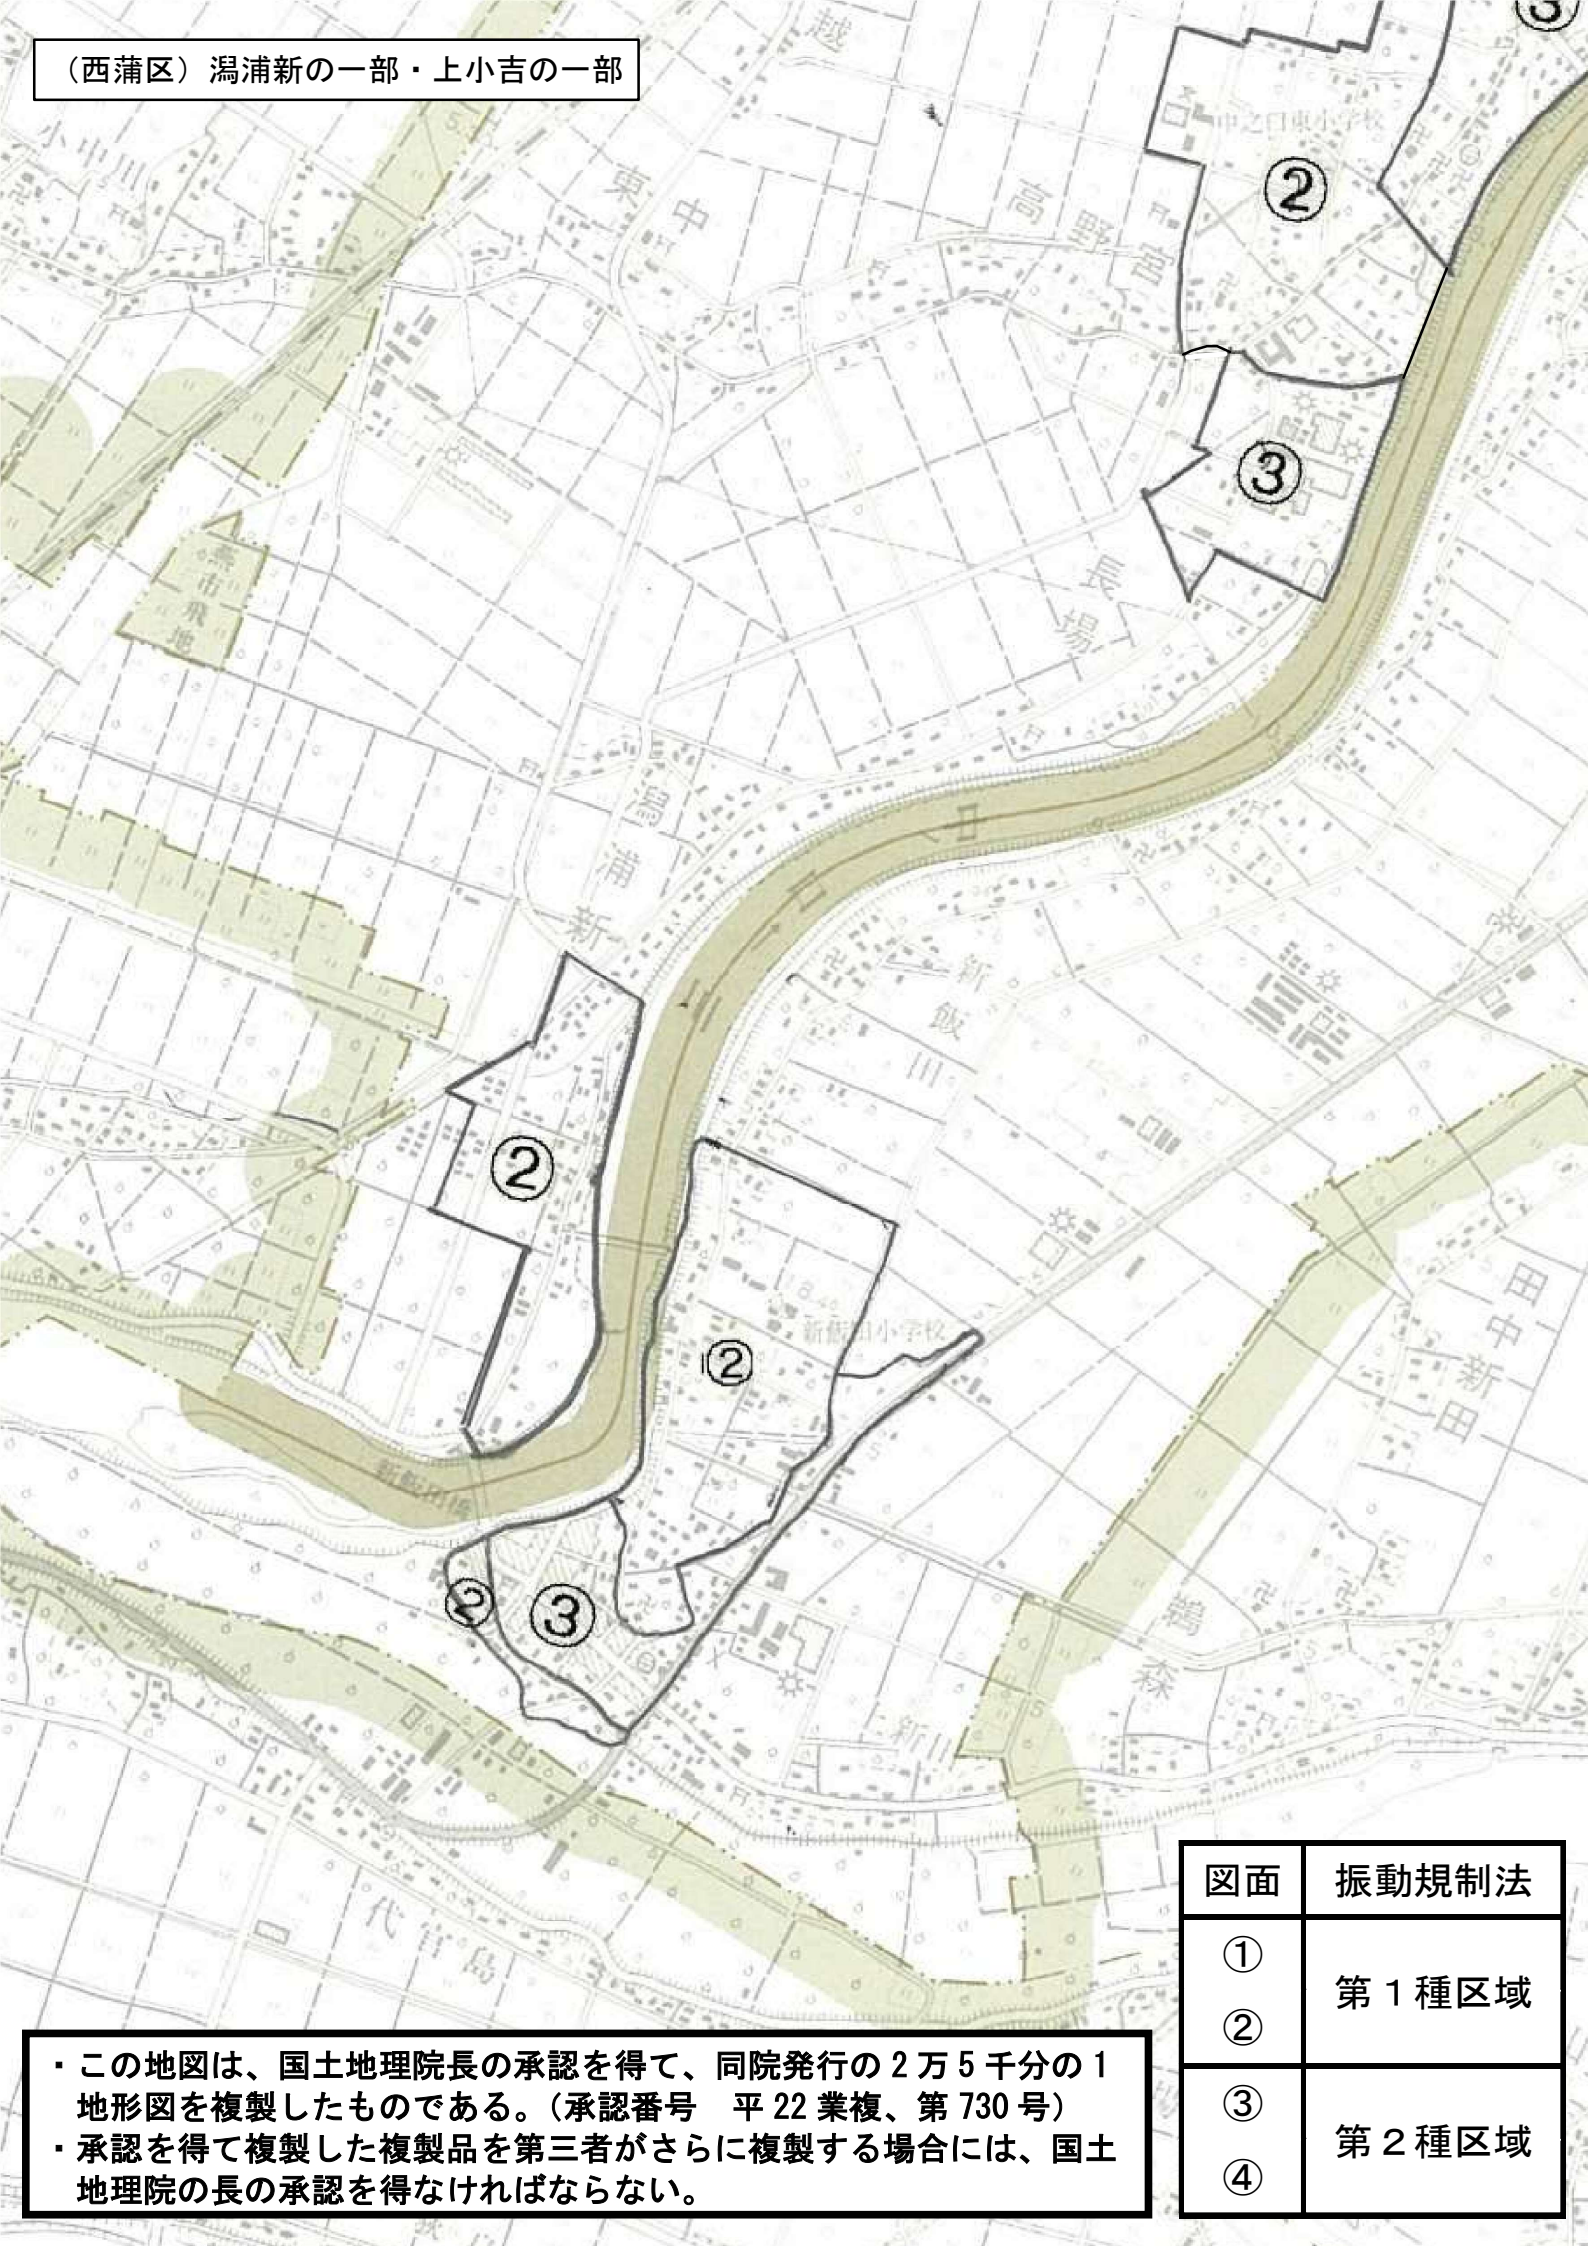 （西蒲区）潟浦新の一部・上小吉の一部
③
越
小中川
中之口東小学校
②
東中
高野宮
③
燕市飛地
長場
潟浦新
新飯田
②
新飯田小学校
②
田中新田
新飯田橋
②
③
鵜森
新川
代官島
図面
振動規制法
①
②
第１種区域
③
④
第２種区域
・この地図は、国土地理院長の承認を得て、同院発行の２万５千分の１
地形図を複製したものである。（承認番号　平 22 業複、第 730 号）
・承認を得て複製した複製品を第三者がさらに複製する場合には、国土
地理院の長の承認を得なければならない。